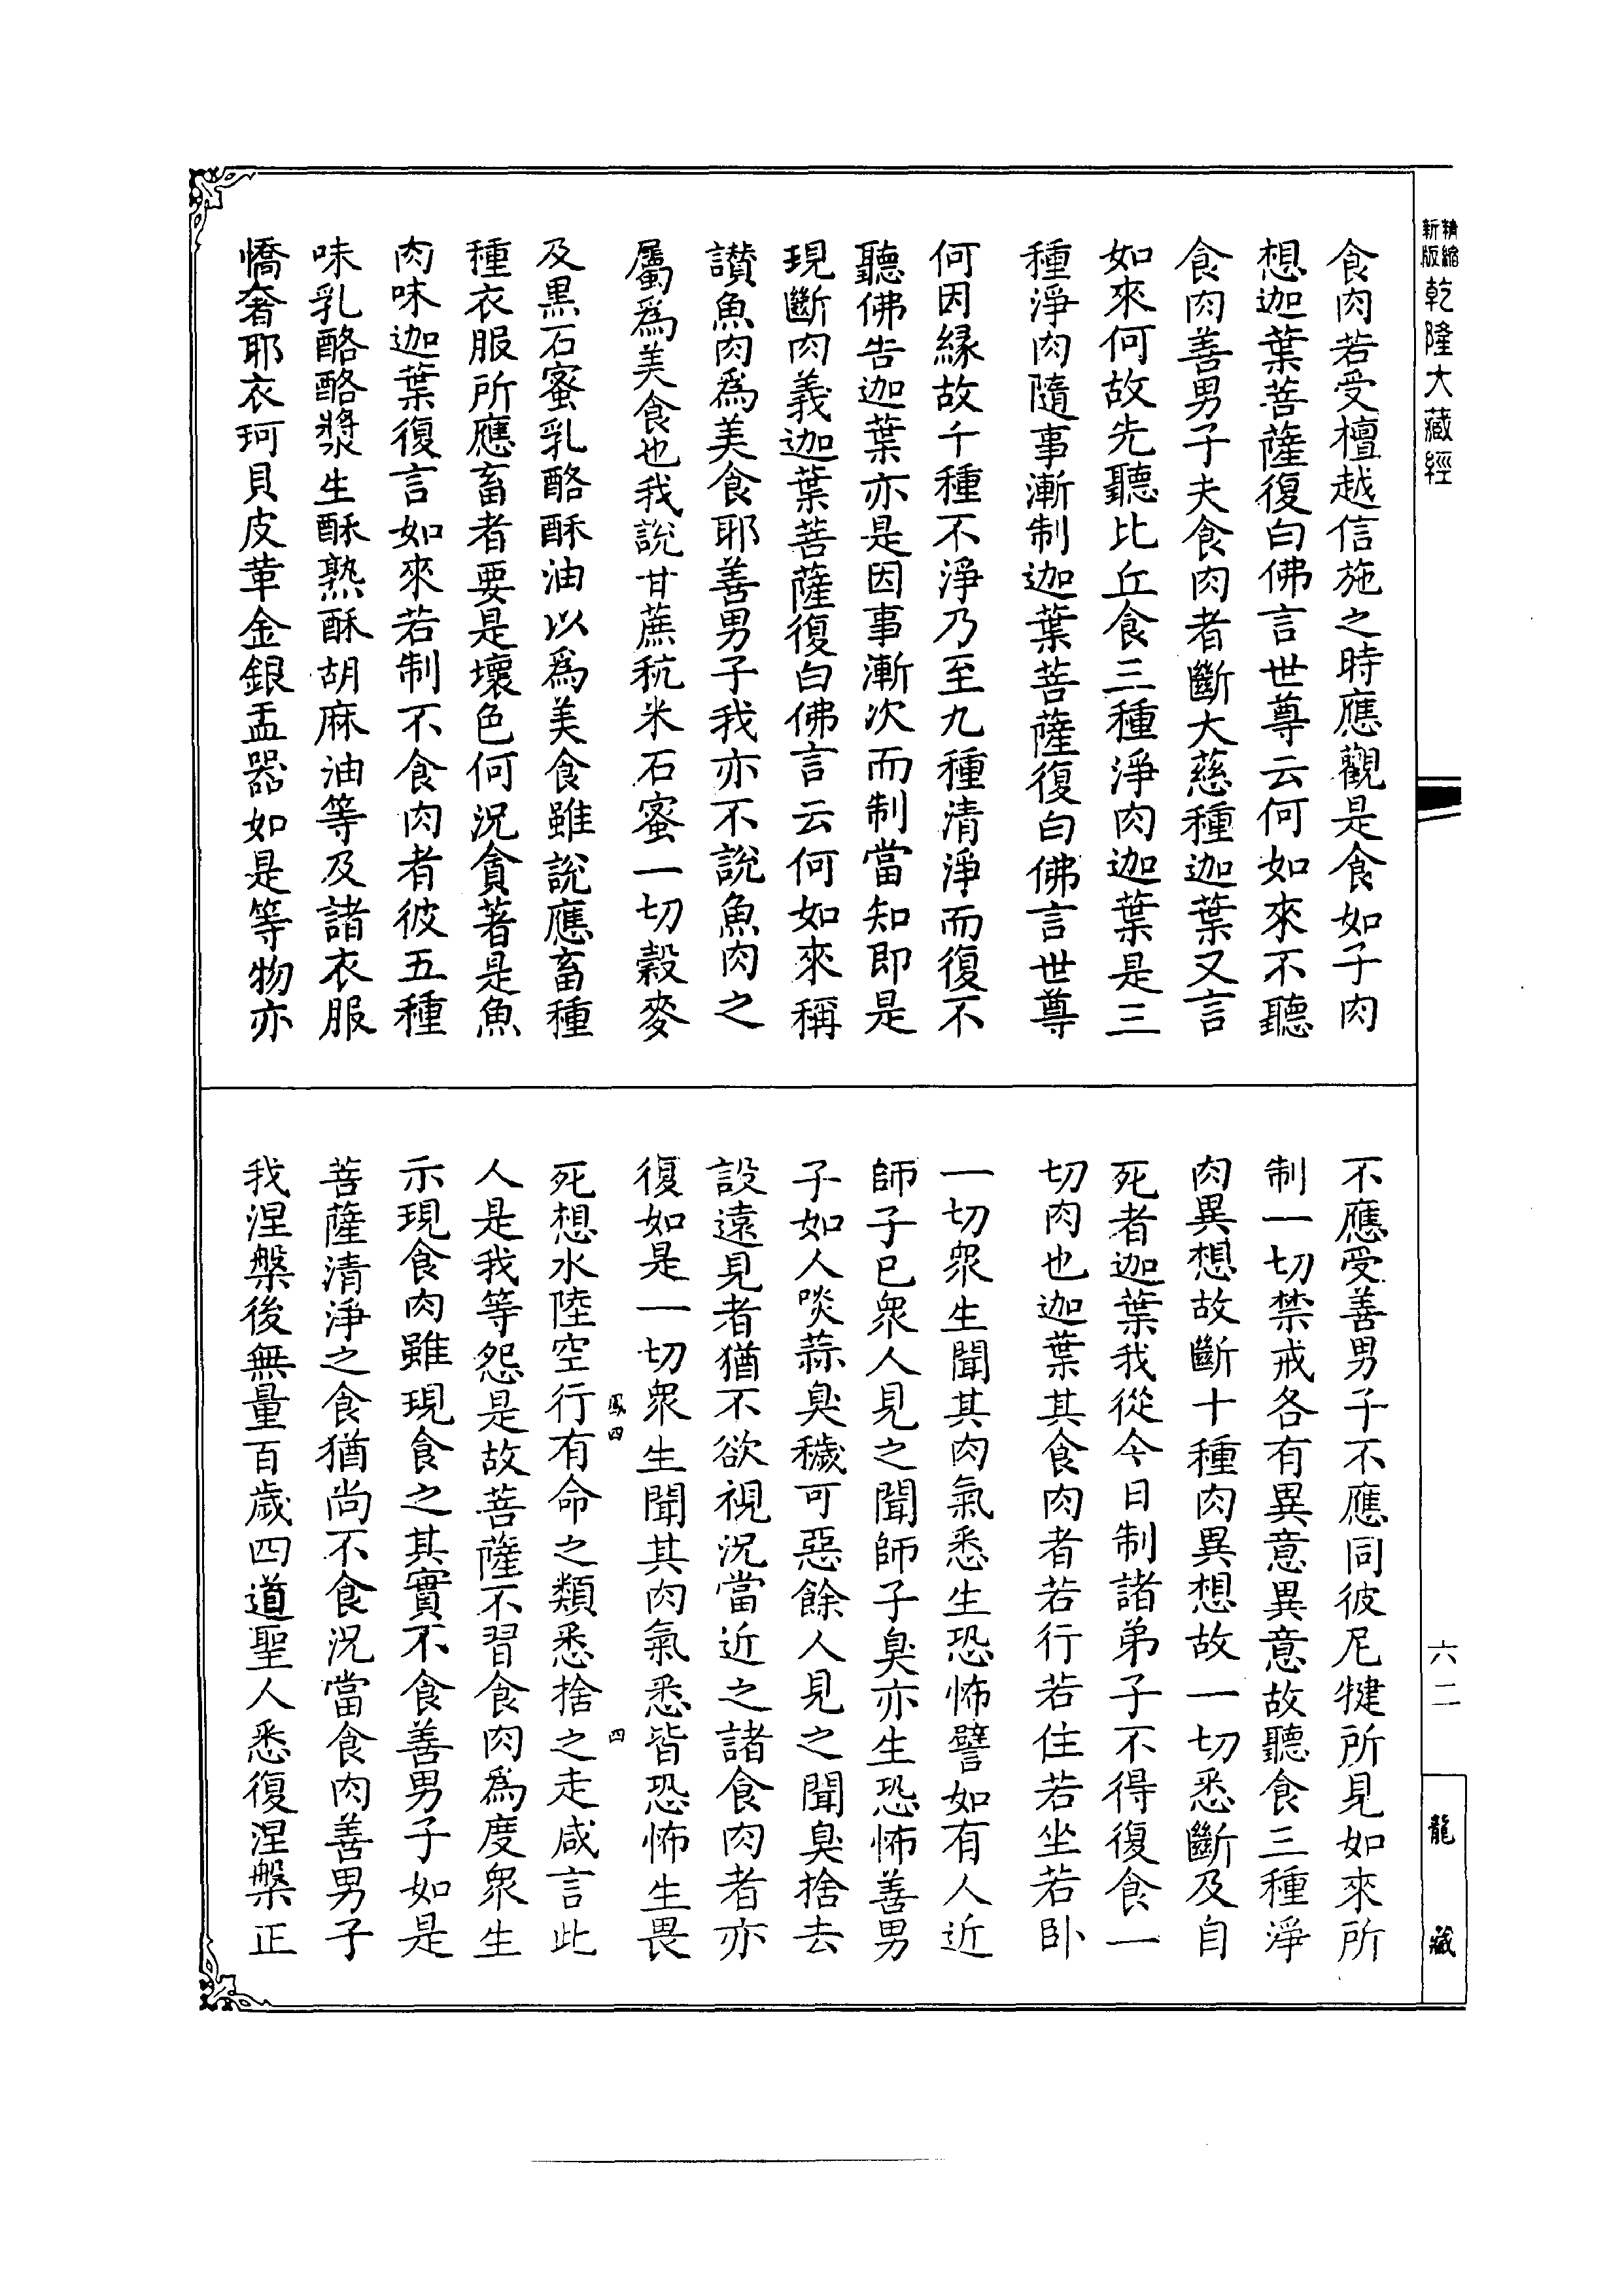 精縮
新版
乾隆大藏經
食肉若受檀越信施之時應觀是食如子肉
想迦葉菩薩復白佛言世尊云何如來不聽
食肉善男子夫食肉者斷大慈種迦葉又言
如來何故先聽比丘食三種淨肉迦葉是三
種淨肉隨事漸制迦葉菩薩復白佛言世尊
何因緣故十種不淨乃至九種清淨而復不
聽佛告迦葉亦是因事漸次而制當知即是
現斷肉義迦葉菩薩復白佛言云何如來稱
讚魚肉為美食耶善男子我亦不說魚肉之
屬為美食也我說甘蔗秔米石蜜一切穀麥
及黑石蜜乳酪酥油以為美食雖說應畜種
種衣服所應畜者要是壞色何況貪著是魚
肉味迦葉復言如來若制不食肉者彼五種
味乳酪酪漿生酥熟酥胡麻油等及諸衣服
憍奢耶衣珂貝皮革金銀盂器如是等物亦
不應受善男子不應同彼尼揵所見如來所
制一切禁戒各有異意異意故聽食三種淨
肉異想故斷十種肉異想故一切悉斷及自
死者迦葉我從今日制諸弟子不得復食一
切肉也迦葉其食肉者若行若住若坐若臥
一切眾生聞其肉氣悉生恐怖譬如有人近
師子已眾人見之聞師子臭亦生恐怖善男
子如人啖蒜臭穢可惡餘人見之聞臭捨去
設遠見者猶不欲視況當近之諸食肉者亦
復如是一切眾生聞其肉氣悉皆恐怖生畏
鳳四
四
死想水陸空行有命之類悉捨之走咸言此
人是我等怨是故菩薩不習食肉為度眾生
示現食肉雖現食之其實不食善男子如是
菩薩清淨之食猶尚不食況當食肉善男子
我涅槃後無量百歲四道聖人悉復涅槃正
六二
龍藏